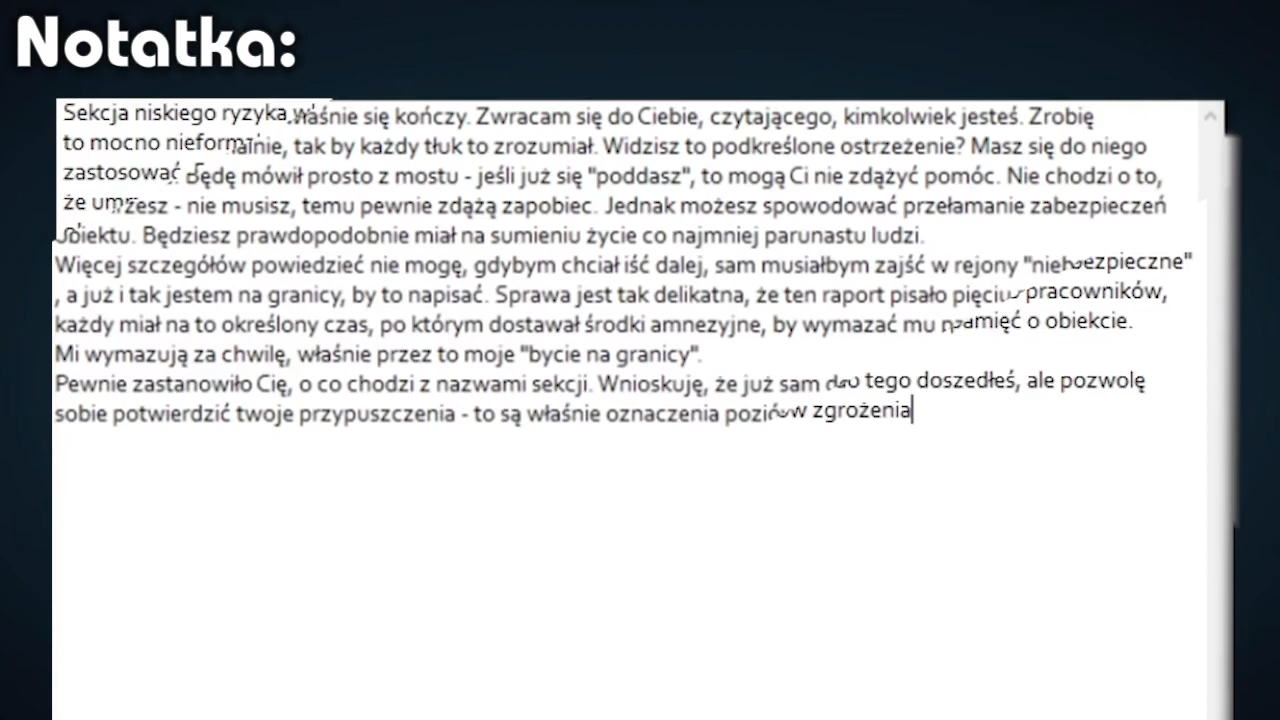 Notatka:
Sekcja niskiego ryzyka właśnie się kończy. Zwracam się do Ciebie, czytającego, kimkolwiek jesteś. Zrobię
to mocno nieformalnie, tak by każdy tłuk to zrozumiał. Widzisz to podkreślone ostrzeżenie? Masz się do niego
zastosować. Będę mówił prosto z mostu - jeśli już się "poddasz", to mogą Ci nie zdążyć pomóc. Nie chodzi o to,
że umrzesz - nie musisz, temu pewnie zdążą zapobiec. Jednak możesz spowodować przełamanie zabezpieczeń
obiektu. Będziesz prawdopodobnie miał na sumieniu życie co najmniej parunastu ludzi.
Więcej szczegółów powiedzieć nie mogę, gdybym chciał iść dalej, sam musiałbym zajść w rejony "niebezpieczne"
, a już i tak jestem na granicy, by to napisać. Sprawa jest tak delikatna, że ten raport pisało pięciu pracowników,
każdy miał na to określony czas, po którym dostawał środki amnezyjne, by wymazać mu pamięć o obiekcie.
Mi wymazują za chwilę, właśnie przez to moje "bycie na granicy".
Pewnie zastanowiło Cię, o co chodzi z nazwami sekcji. Wnioskuję, że już sam do tego doszedłeś, ale pozwolę
sobie potwierdzić twoje przypuszczenia - to są właśnie oznaczenia poziomów zgrożenia